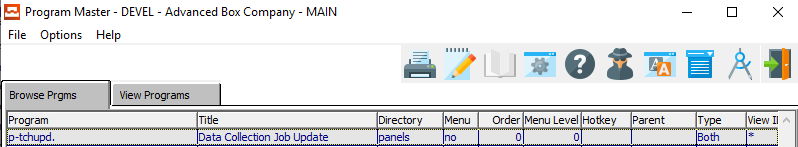 Program Master - DEVEL - Advanced Box Company - MAIN
File Options Help
Browse Prgms View Programs
Program Title Directory Menu Order Menu Level Hotkey Parent Type View I
p-tchupd. Data Collection Job Update panels no 0 0 Both *